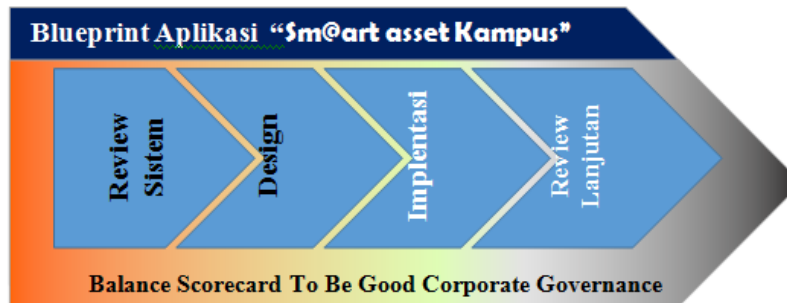 Blueprint Aplikasi “Sm@art asset Kampus”
Review
Sistem
Design
Implentasi
Review
Lanjutan
Balance Scorecard To Be Good Corporate Governance